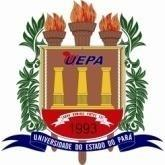 UEPA
1993
UNIVERSIDADE DO ESTADO DO PARÁ